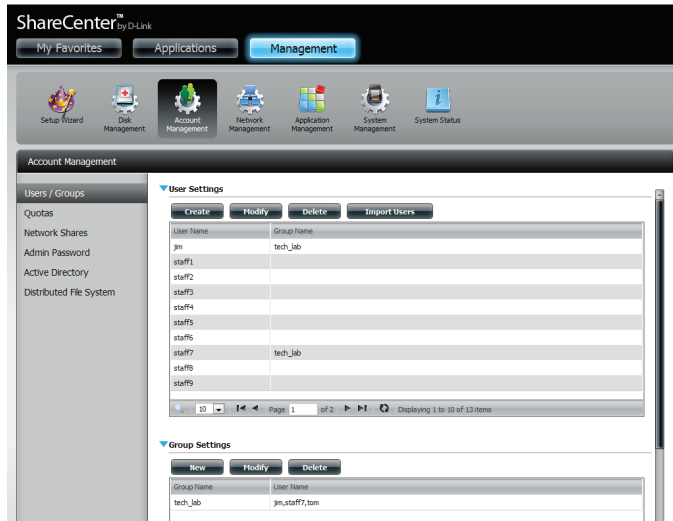 ShareCenter™ by D-Link
My Favorites Applications Management
Setup Wizard Disk Management Account Management Network Management Application Management System Management System Status
Account Management
Users / Groups
Quotas
Network Shares
Admin Password
Active Directory
Distributed File System
User Settings
Create Modify Delete Import Users
User Name Group Name
jim tech_lab
staff1
staff2
staff3
staff4
staff5
staff6
staff7 tech_lab
staff8
staff9
10 Page 1 of 2 Displaying 1 to 10 of 13 items
Group Settings
New Modify Delete
Group Name User Name
tech_lab jim,staff7,tom